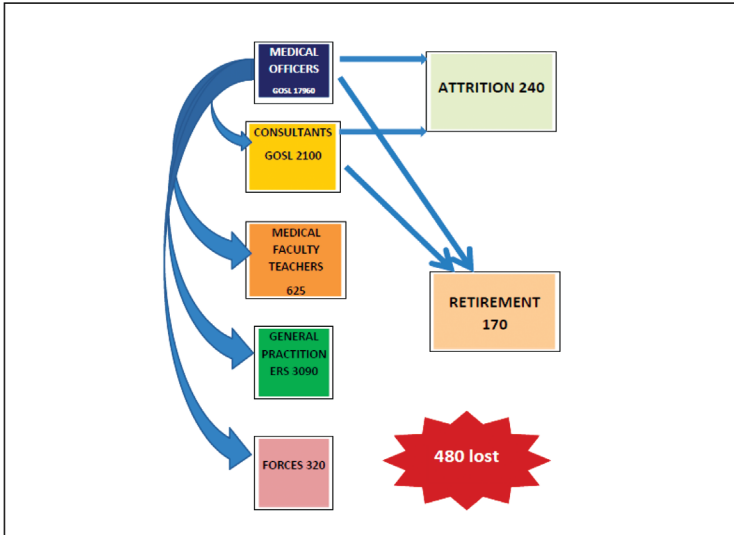 MEDICAL
OFFICERS
GOSL 17960
ATTRITION 240
CONSULTANTS
GOSL 2100
MEDICAL
FACULTY
TEACHERS
625
RETIREMENT
170
GENERAL
PRACTITION
ERS 3090
FORCES 320
480 lost